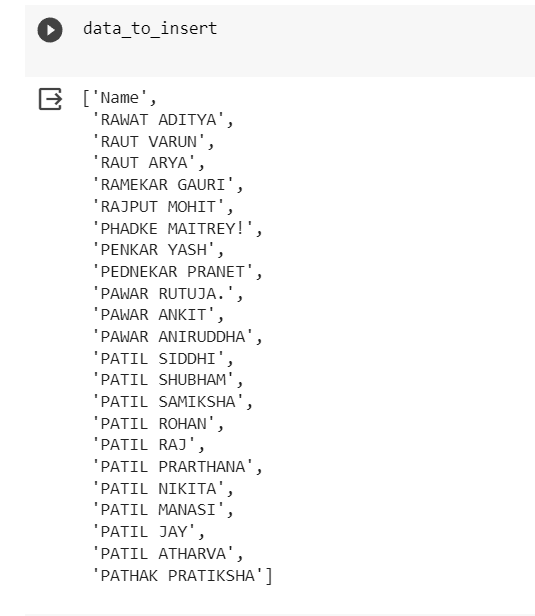 data_to_insert
['Name',
'RAWAT ADITYA',
'RAUT VARUN',
'RAUT ARYA',
'RAMEKAR GAURI',
'RAJPUT MOHIT',
'PHADKE MAITREY!',
'PENKAR YASH',
'PEDNEKAR PRANET',
'PAWAR RUTUJA.',
'PAWAR ANKIT',
'PAWAR ANIRUDDHA',
'PATIL SIDDHI',
'PATIL SHUBHAM',
'PATIL SAMIKSHA',
'PATIL ROHAN',
'PATIL RAJ',
'PATIL PRARTHANA',
'PATIL NIKITA',
'PATIL MANASI',
'PATIL JAY',
'PATIL ATHARVA',
'PATHAK PRATIKSHA']